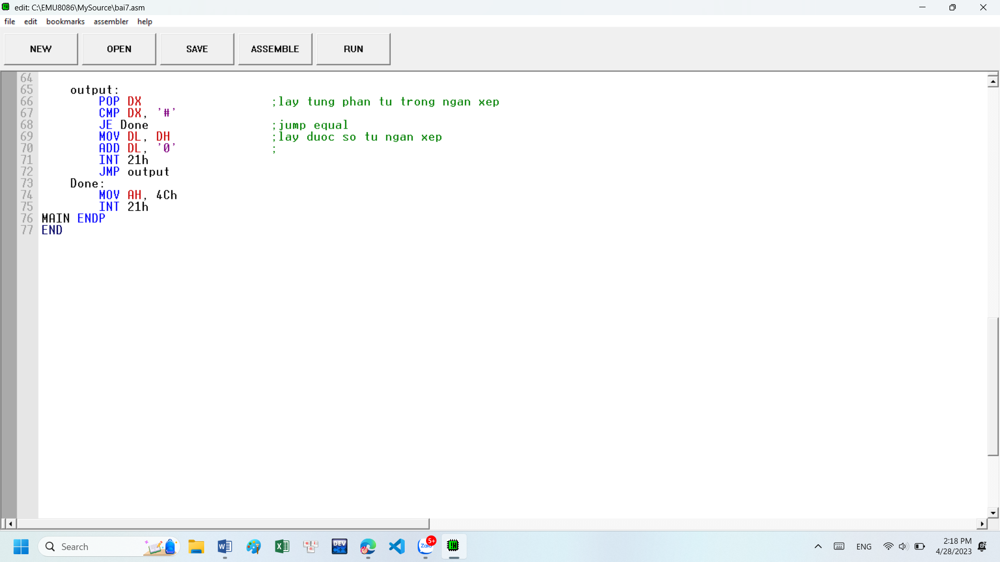 edit: C:\EMU8086\MySource\bai7.asm
file edit bookmarks assembler help
NEW OPEN SAVE ASSEMBLE RUN
64
65 output:
66 POP DX ;lay tung phan tu trong ngan xep
67 CMP DX, '#'
68 JE Done ;jump equal
69 MOV DL, DH ;lay duoc so tu ngan xep
70 ADD DL, '0' ;
71 INT 21h
72 JMP output
73 Done:
74 MOV AH, 4Ch
75 INT 21h
76 MAIN ENDP
77 END
Search
DEV
C++
Zalo
5+
ENG
2:18 PM
4/28/2023